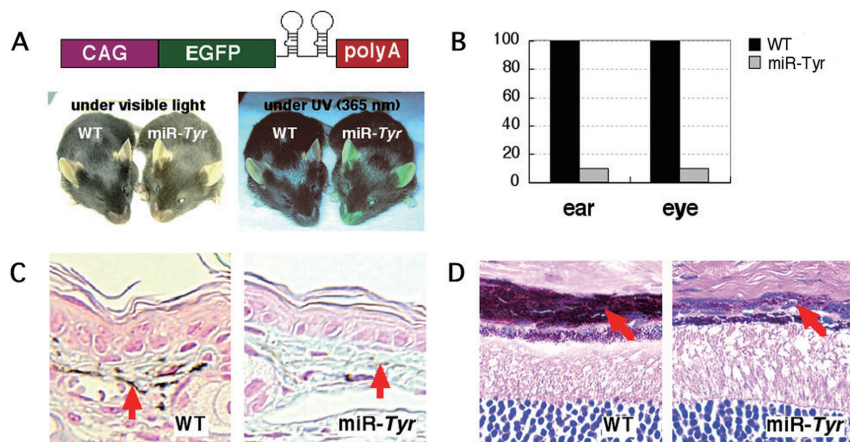 A
CAG EGFP polyA
under visible light
WT miR-Tyr
under UV (365 nm)
WT miR-Tyr
B
100
80
60
40
20
0
ear eye
WT
miR-Tyr
C
WT
miR-Tyr
D
WT
miR-Tyr